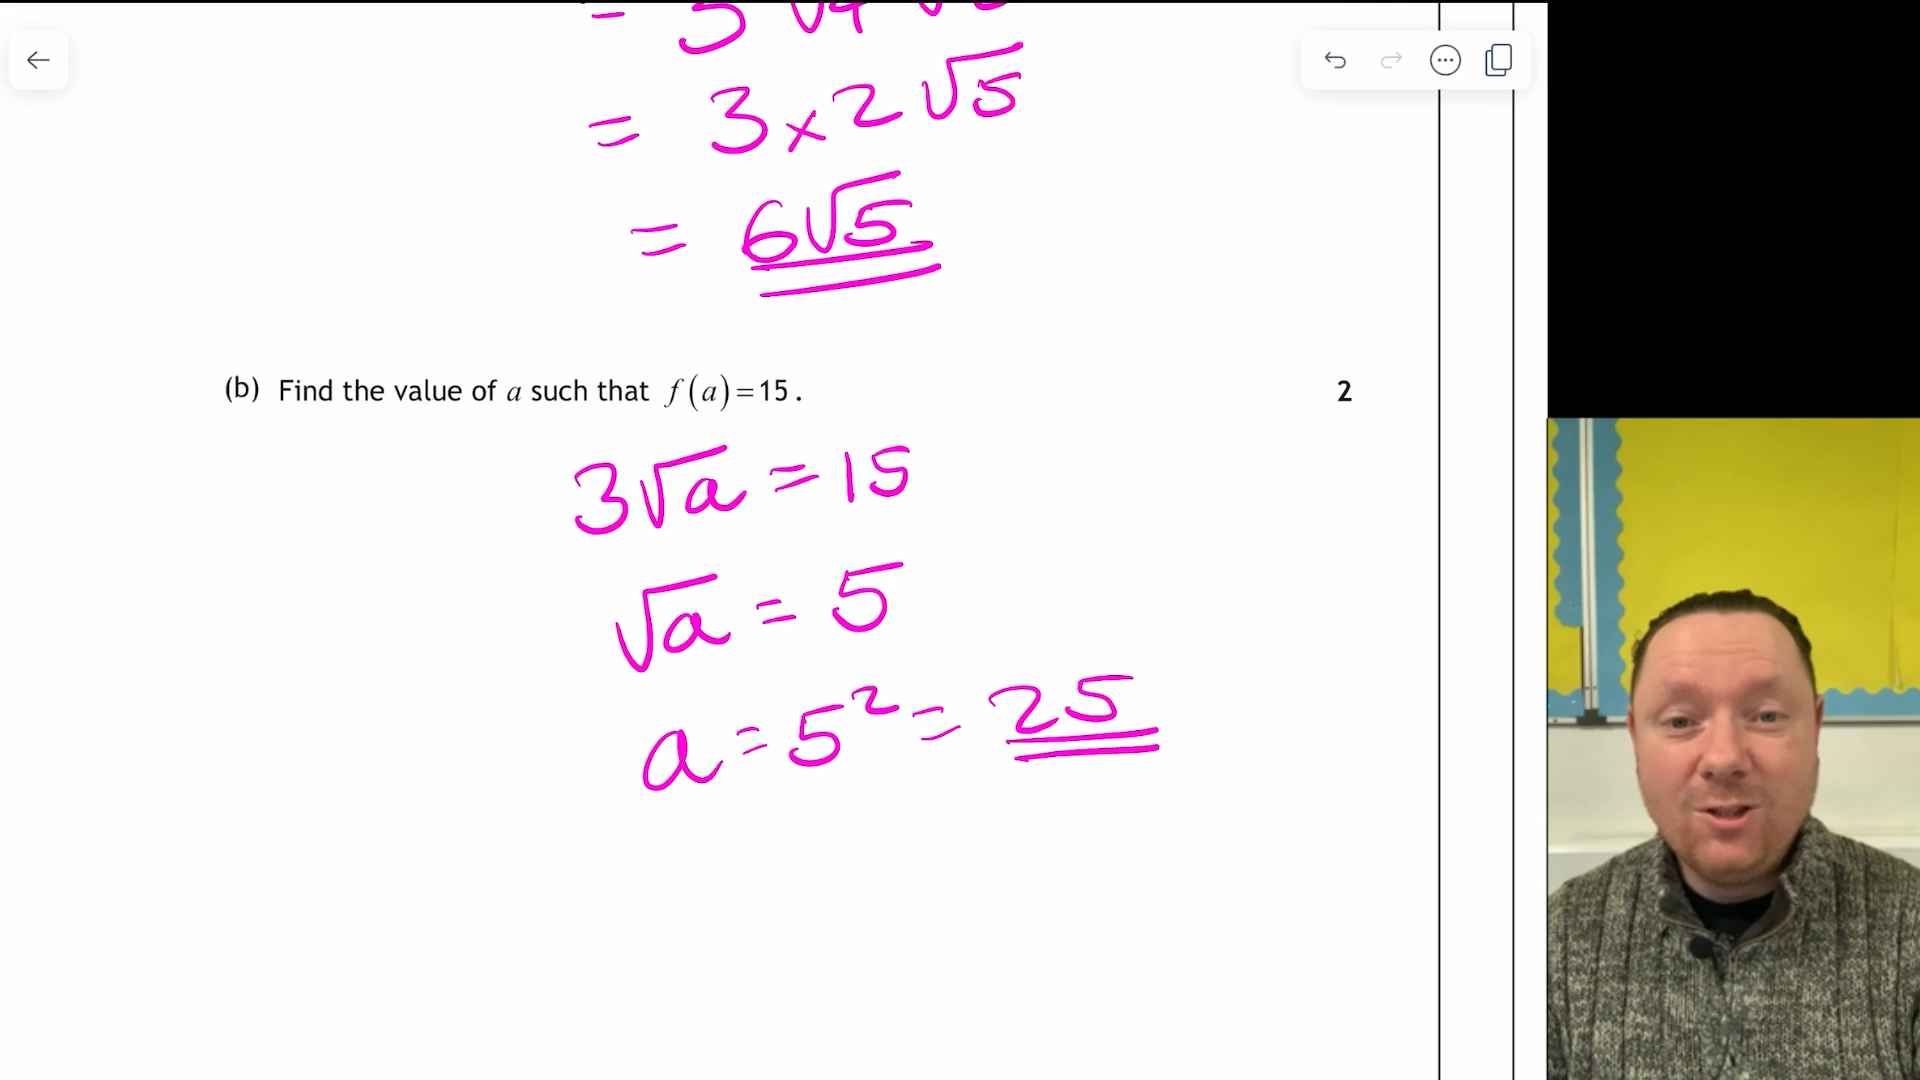 = 3 × 2 √5
= 6√5
(b) Find the value of a such that f(a)=15. 2
3√a = 15
√a = 5
a = 5² = 25